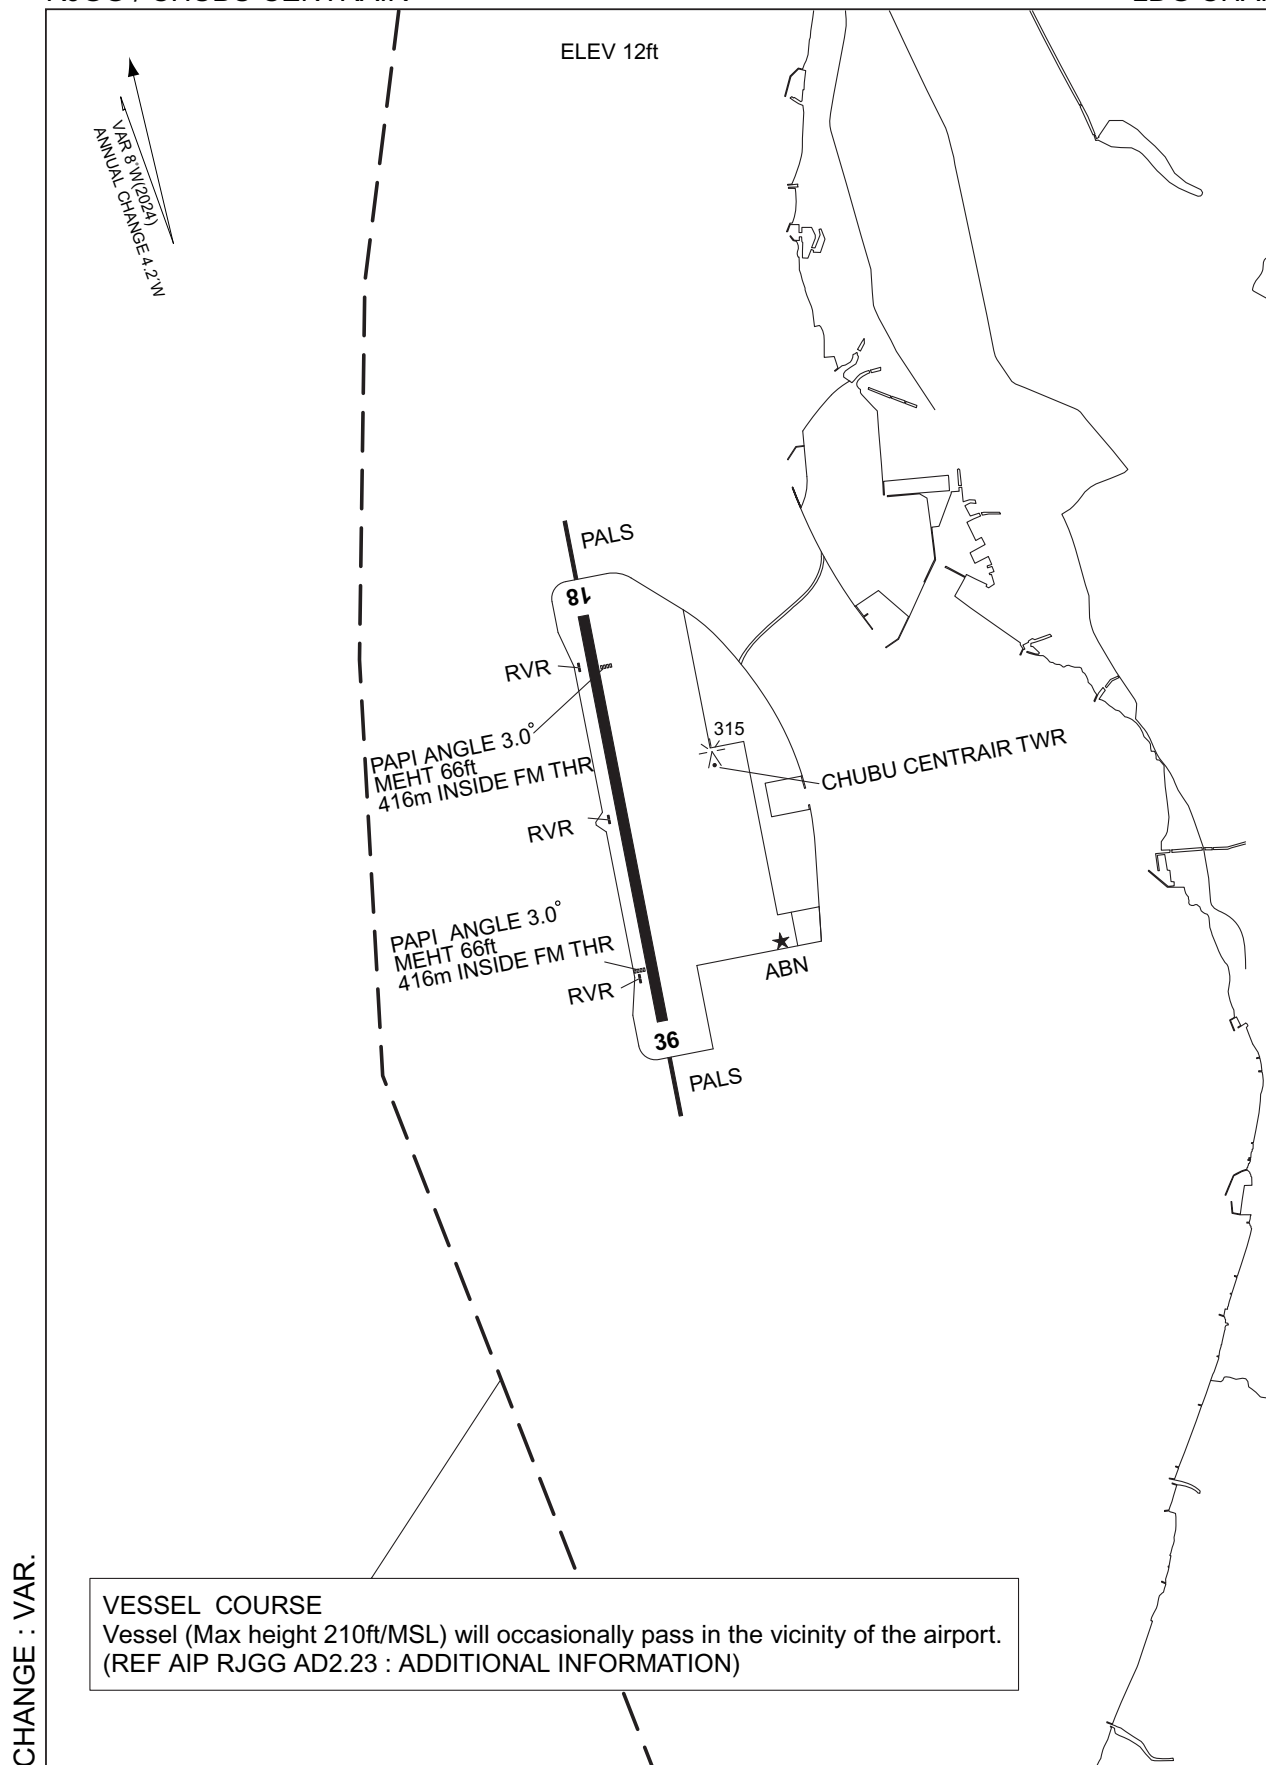 ELEV 12ft
VAR 8°W(2024)
ANNUAL CHANGE 4.2'W
PALS
18
RVR
PAPI ANGLE 3.0°
MEHT 66ft
416m INSIDE FM THR
315
CHUBU CENTRAIR TWR
RVR
PAPI ANGLE 3.0°
MEHT 66ft
416m INSIDE FM THR
RVR
ABN
36
PALS
VESSEL COURSE
Vessel (Max height 210ft/MSL) will occasionally pass in the vicinity of the airport.
(REF AIP RJGG AD2.23 : ADDITIONAL INFORMATION)
CHANGE : VAR.